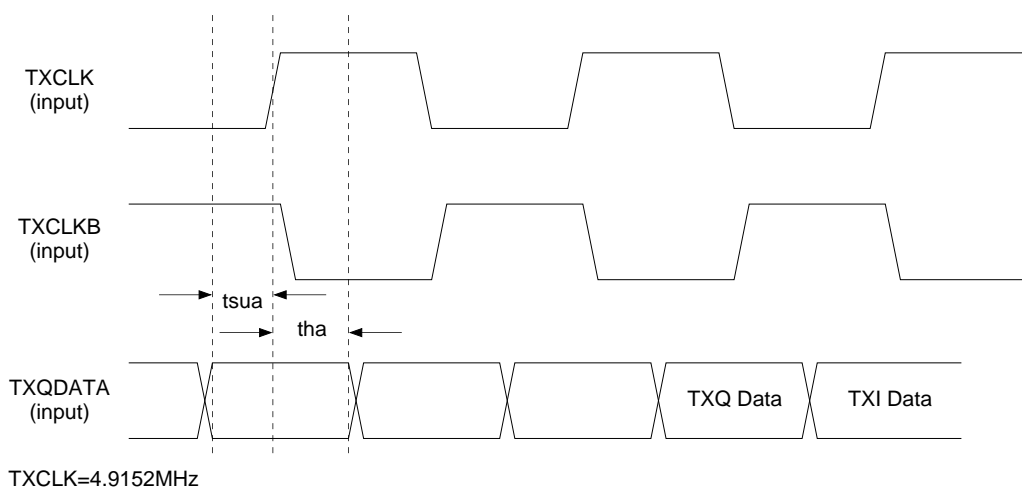 TXCLK
(input)
TXCLKB
(input)
tsua
tha
TXQDATA
(input)
TXQ Data
TXI Data
TXCLK=4.9152MHz